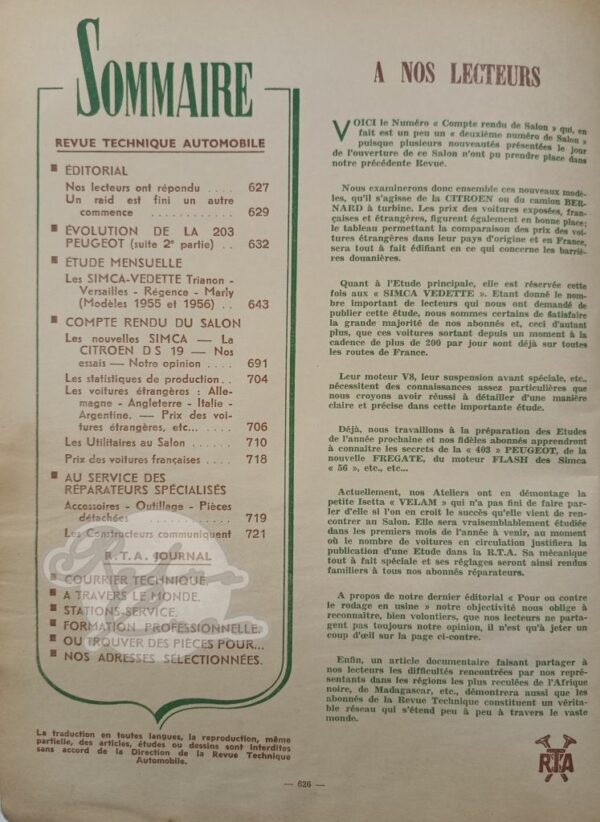 SOMMAIRE
REVUE TECHNIQUE AUTOMOBILE
ÉDITORIAL
Nos lecteurs ont répondu .... 627
Un raid est fini un autre
commence ............ 629
ÉVOLUTION DE LA 203
PEUGEOT (suite 2e partie) .. 632
ÉTUDE MENSUELLE
Les SIMCA-VEDETTE Trianon -
Versailles - Régence - Marly
(Modèles 1955 et 1956) .. 643
COMPTE RENDU DU SALON
Les nouvelles SIMCA — La
CITROEN DS 19 — Nos
essais — Notre opinion .... 691
Les statistiques de production .. 704
Les voitures étrangères : Alle-
magne - Angleterre - Italie -
Argentine. — Prix des voi-
tures étrangères, etc... .... 706
Les Utilitaires au Salon .... 710
Prix des voitures françaises .... 718
AU SERVICE DES
RÉPARATEURS SPÉCIALISÉS
Accessoires - Outillage - Pièces
détachées ............ 719
Les Constructeurs communiquent 721
R.T.A. JOURNAL
COURRIER TECHNIQUE.
A TRAVERS LE MONDE.
STATIONS-SERVICE.
FORMATION PROFESSIONNELLE.
OU TROUVER DES PIÈCES POUR...
NOS ADRESSES SÉLECTIONNÉES.
La traduction en toutes langues, la reproduction, même
partielle, des articles, études ou dessins sont interdites
sans accord de la Direction de la Revue Technique
Automobile.
A NOS LECTEURS
VOICI le Numéro « Compte rendu de Salon » qui, en
fait est un peu un « deuxième numéro de Salon »
puisque plusieurs nouveautés présentées le jour
de l'ouverture de ce Salon n'ont pu prendre place dans
notre précédente Revue.
Nous examinerons donc ensemble ces nouveaux modè-
les, qu'il s'agisse de la CITROEN ou du camion BER-
NARD à turbine. Les prix des voitures exposées, fran-
çaises et étrangères, figurent également en bonne place;
le tableau permettant la comparaison des prix des voi-
tures étrangères dans leur pays d'origine et en France,
sera tout à fait édifiant en ce qui concerne les barriè-
res douanières.
Quant à l'Etude principale, elle est réservée cette
fois aux « SIMCA VEDETTE ». Etant donné le nom-
bre important de lecteurs qui nous ont demandé de
publier cette étude, nous sommes certains de satisfaire
la grande majorité de nos abonnés et, ceci d'autant
plus, que ces voitures sortant depuis un moment à la
cadence de plus de 200 par jour sont déjà sur toutes
les routes de France.
Leur moteur V8, leur suspension avant spéciale, etc.,
nécessitent des connaissances assez particulières que
nous croyons avoir réussi à détailler d'une manière
claire et précise dans cette importante étude.
Déjà, nous travaillons à la préparation des Etudes
de l'année prochaine et nos fidèles abonnés apprendront
à connaître les secrets de la « 403 » PEUGEOT, de la
nouvelle FREGATE, du moteur FLASH des Simca
« 56 », etc., etc...
Actuellement, nos Ateliers ont en démontage la
petite Isetta « VELAM » qui n'a pas fini de faire par-
ler d'elle si l'on en croit le succès qu'elle vient de ren-
contrer au Salon. Elle sera vraisemblablement étudiée
dans les premiers mois de l'année à venir, au moment
où le nombre de voitures en circulation justifiera la
publication d'une Etude dans la R.T.A. Sa mécanique
tout à fait spéciale et ses réglages seront ainsi rendus
familiers à tous nos abonnés réparateurs.
A propos de notre dernier éditorial « Pour ou contre
le rodage en usine » notre objectivité nous oblige à
reconnaître, bien volontiers, que nos lecteurs ne parta-
gent pas toujours notre opinion, il n'est qu'à jeter un
coup d'œil sur la page ci-contre.
Enfin, un article documentaire faisant partager à
nos lecteurs les difficultés rencontrées par nos repré-
sentants dans les régions les plus reculées de l'Afrique
noire, de Madagascar, etc., démontrera aussi que les
abonnés de la Revue Technique constituent un vérita-
ble réseau qui s'étend peu à peu à travers le vaste
monde.
RTA
— 626 —